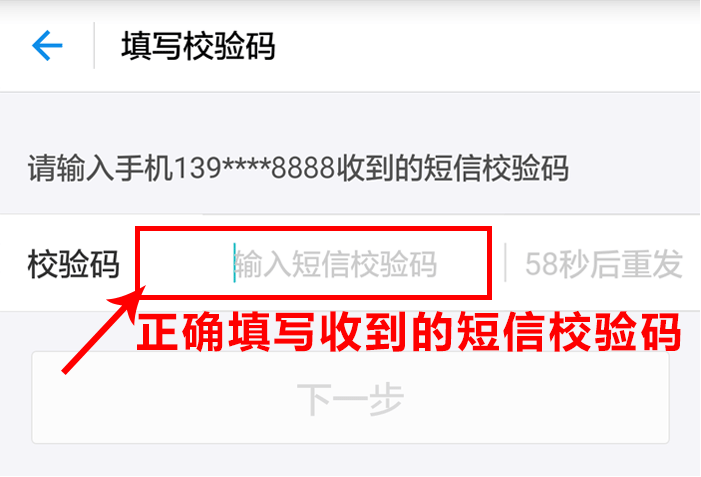 填写校验码
请输入手机139****8888收到的短信校验码
校验码 输入短信校验码 58秒后重发
正确填写收到的短信校验码
下一步